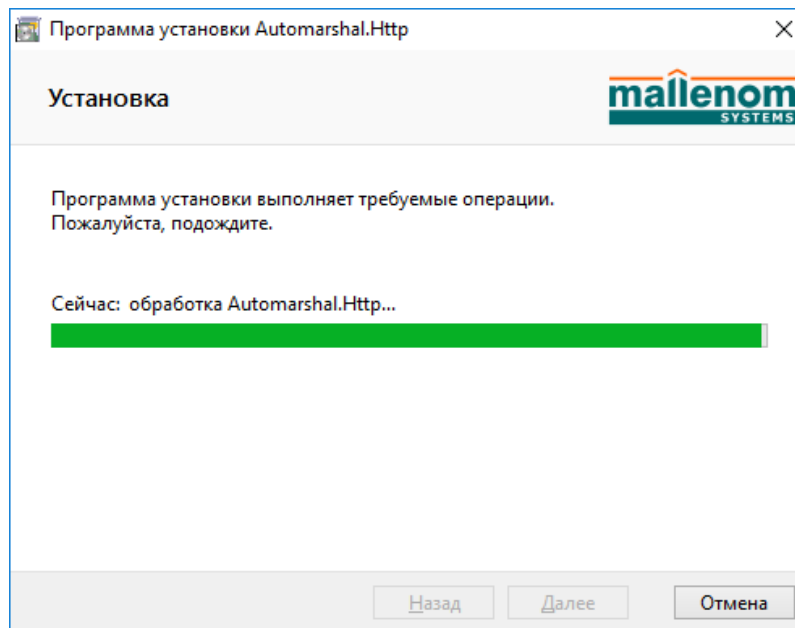 Программа установки Automarshal.Http
Установка
mallenom
SYSTEMS
Программа установки выполняет требуемые операции.
Пожалуйста, подождите.
Сейчас: обработка Automarshal.Http...
Назад
Далее
Отмена